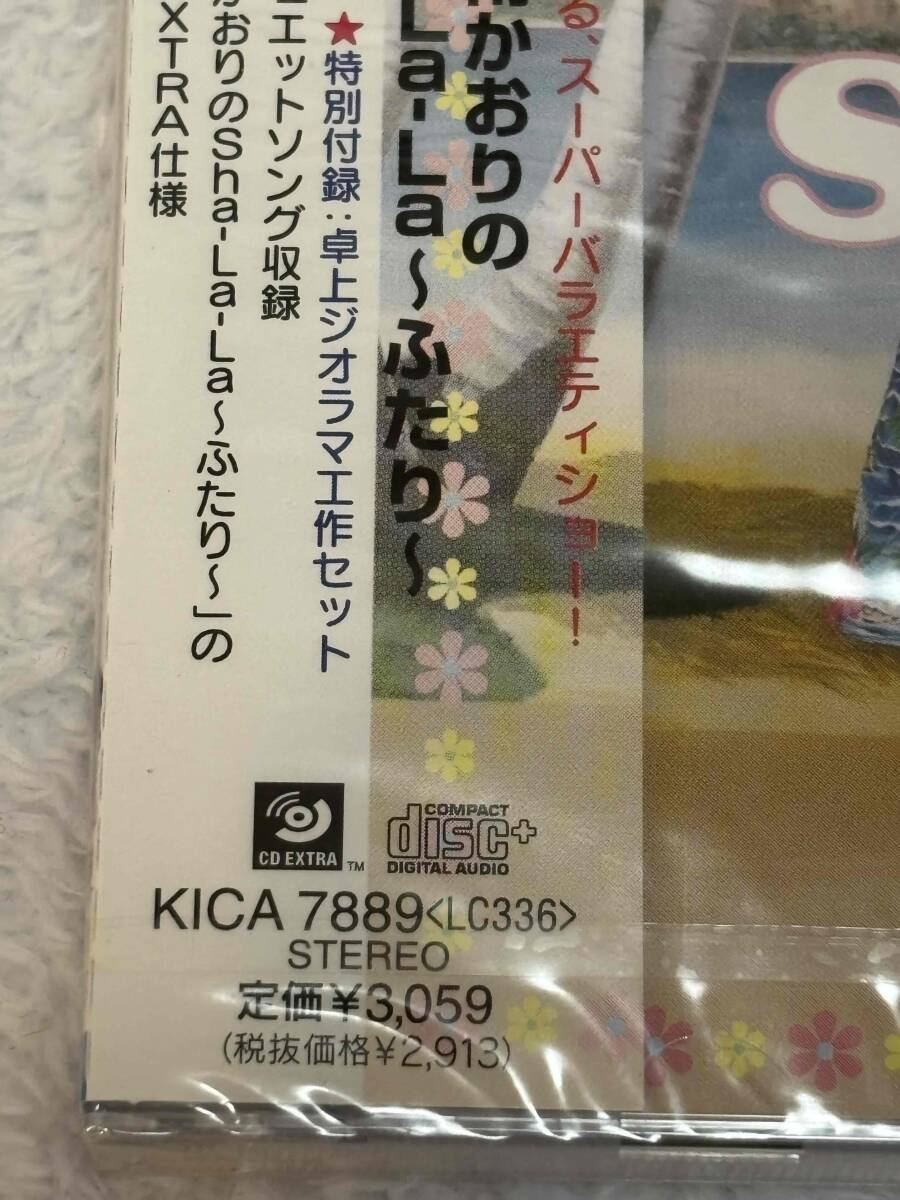 る、スーパーバラエティショー！
かおりの
La-La～ふたり～
★特別付録：卓上ジオラマ工作セット
エットソング収録
おりのSha-La-La～ふたり～」の
XTRA仕様
S
CD EXTRA™
COMPACT
disc+
DIGITAL AUDIO
KICA 7889<LC336>
STEREO
定価¥3,059
(税抜価格¥2,913)